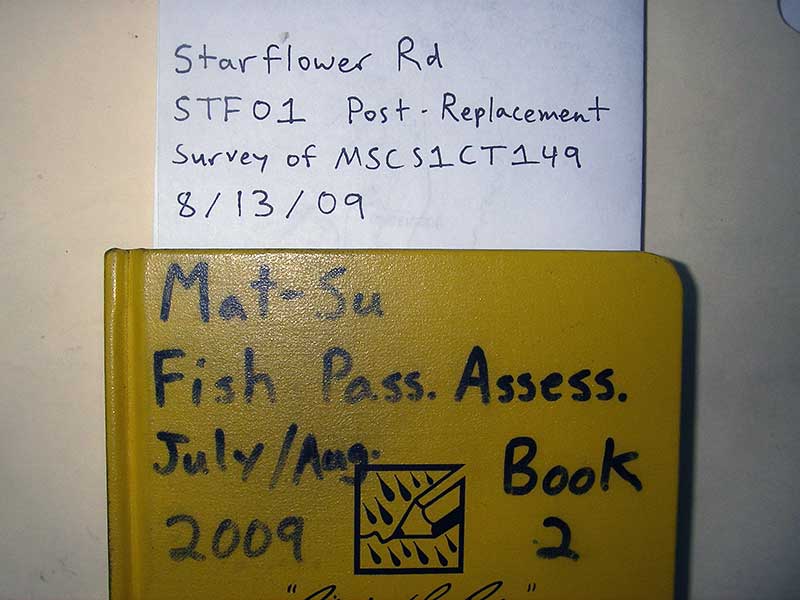 Starflower Rd
STF01 Post-Replacement
Survey of MSCS1CT149
8/13/09
Mat-Su
Fish Pass. Assess.
July/Aug. Book
2009 2